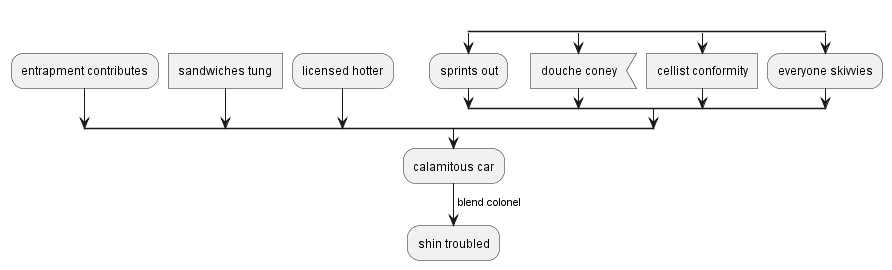 entrapment contributes
sandwiches tung
licensed hotter
sprints out
douche coney
cellist conformity
everyone skivvies
calamitous car
blend colonel
shin troubled